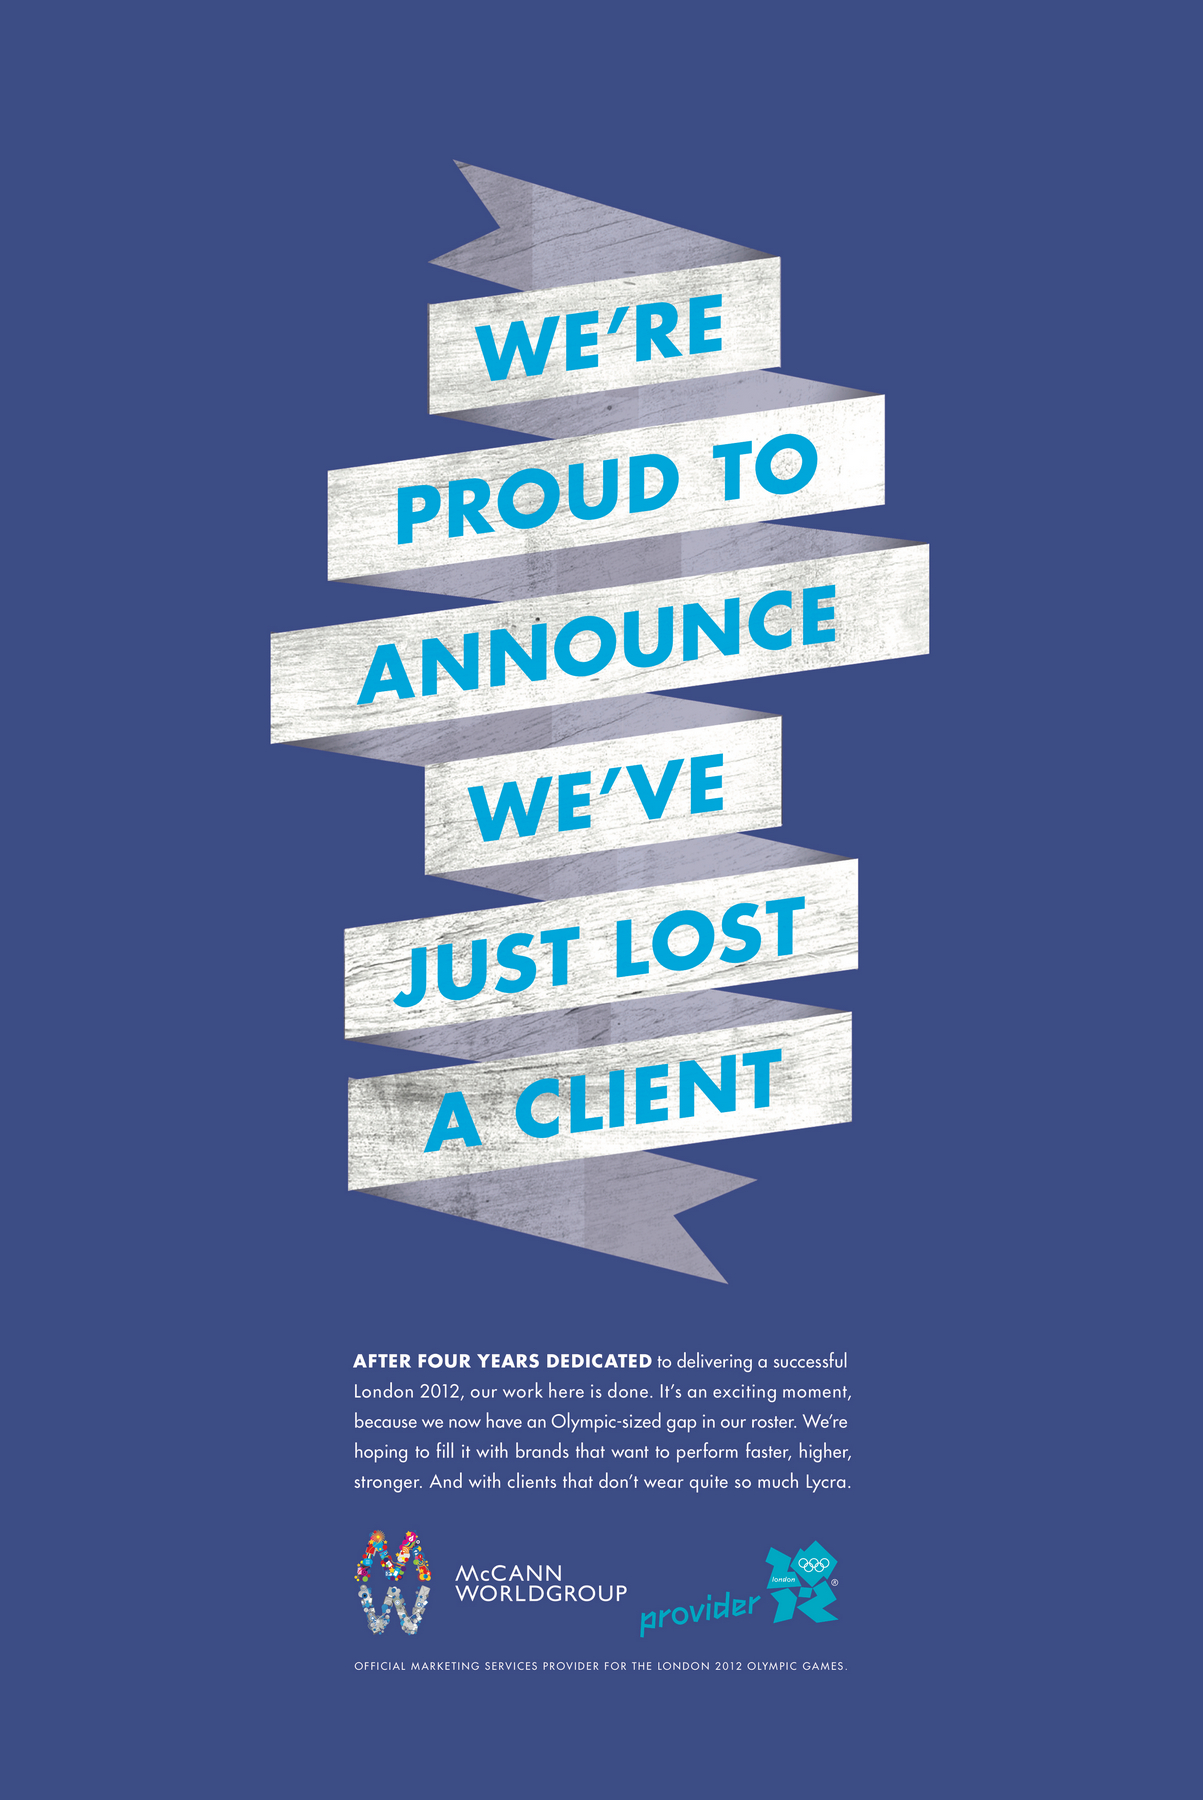 WE'RE
PROUD TO
ANNOUNCE
WE'VE
JUST LOST
A CLIENT
AFTER FOUR YEARS DEDICATED to delivering a successful
London 2012, our work here is done. It's an exciting moment,
because we now have an Olympic-sized gap in our roster. We're
hoping to fill it with brands that want to perform faster, higher,
stronger. And with clients that don't wear quite so much Lycra.
MW
McCANN
WORLDGROUP
provider
london
®
OFFICIAL MARKETING SERVICES PROVIDER FOR THE LONDON 2012 OLYMPIC GAMES.